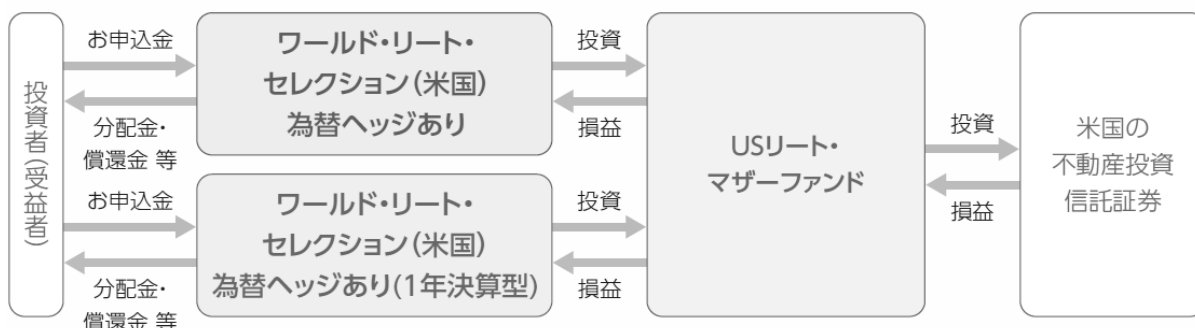 投資者(受益者)
お申込金
分配金・
償還金 等
ワールド・リート・
セレクション(米国)
為替ヘッジあり
投資
損益
お申込金
分配金・
償還金 等
ワールド・リート・
セレクション(米国)
為替ヘッジあり(1年決算型)
投資
損益
USリート・
マザーファンド
投資
損益
米国の
不動産投資
信託証券